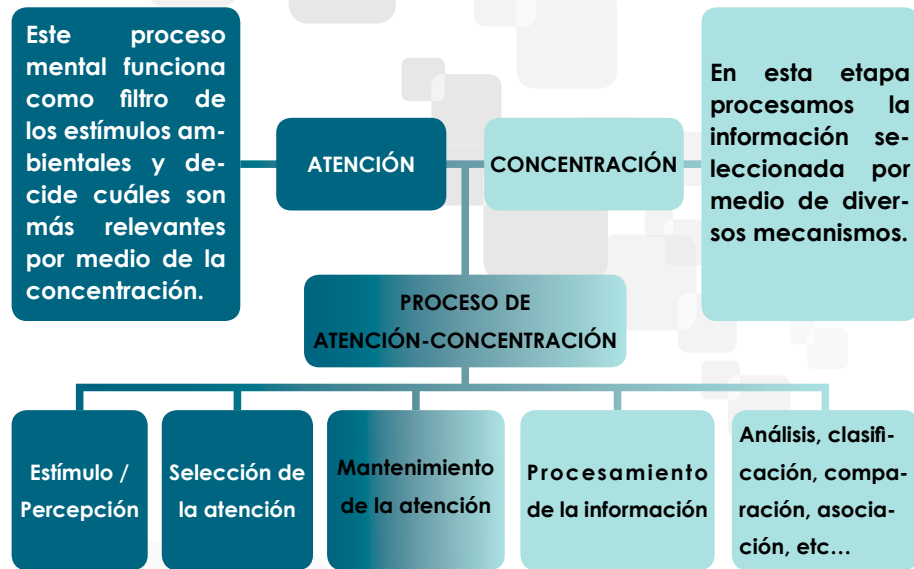 Este proceso
mental funciona
como filtro de
los estímulos am-
bientales y de-
cide cuáles son
más relevantes
por medio de la
concentración.
ATENCIÓN
CONCENTRACIÓN
En esta etapa
procesamos la
información se-
leccionada por
medio de diver-
sos mecanismos.
PROCESO DE
ATENCIÓN-CONCENTRACIÓN
Estímulo /
Percepción
Selección de
la atención
Mantenimiento
de la atención
Procesamiento
de la información
Análisis, clasifi-
cación, compa-
ración, asocia-
ción, etc...